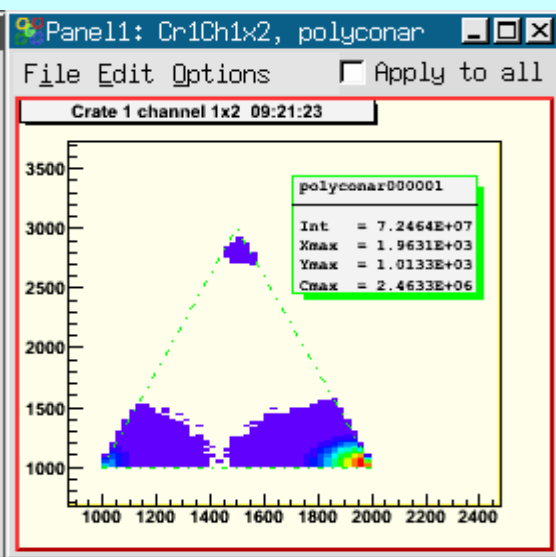 Panel1: Cr1Ch1x2, polyconar
File Edit Options Apply to all
Crate 1 channel 1x2 09:21:23
3500
3000
2500
2000
1500
1000
polyconar000001
Int = 7.2464E+07
Xmax = 1.9631E+03
Ymax = 1.0133E+03
Cmax = 2.4633E+06
1000 1200 1400 1600 1800 2000 2200 2400